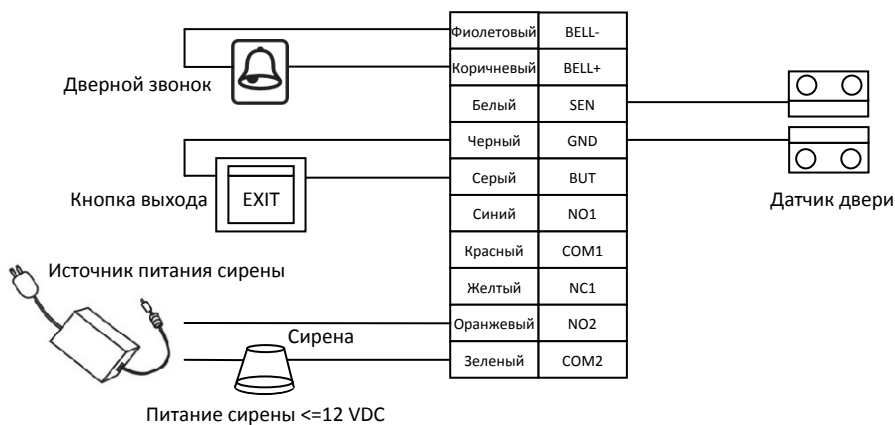 Фиолетовый BELL-
Коричневый BELL+
Дверной звонок
Белый SEN
Черный GND
Серый BUT
Кнопка выхода EXIT
Датчик двери
Синий NO1
Красный COM1
Источник питания сирены
Желтый NC1
Оранжевый NO2
Сирена
Зеленый COM2
Питание сирены <=12 VDC